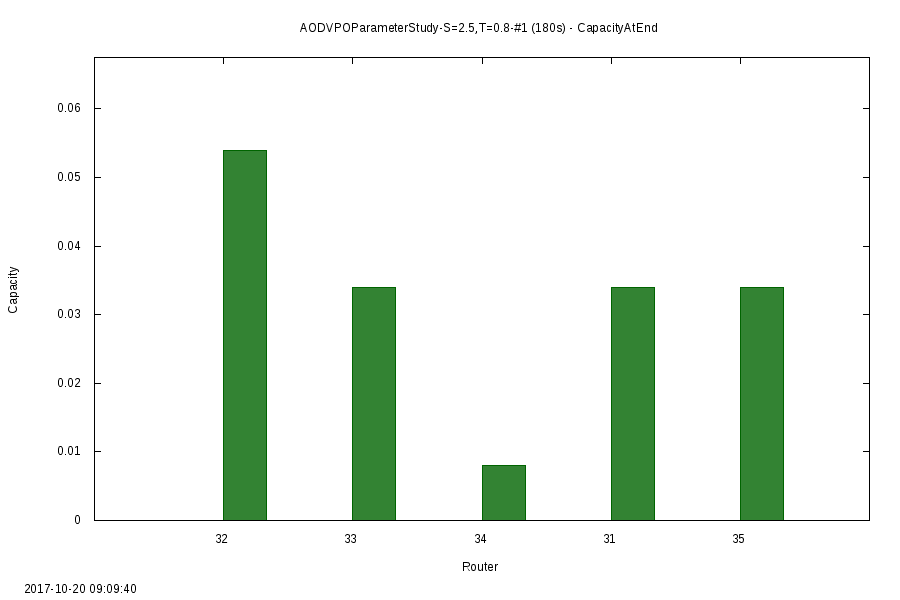 AODVPOParameterStudy-S=2.5,T=0.8-#1 (180s) - CapacityAtEnd
0.06
0.05
0.04
0.03
0.02
0.01
0
Capacity
32 33 34 31 35
Router
2017-10-20 09:09:40